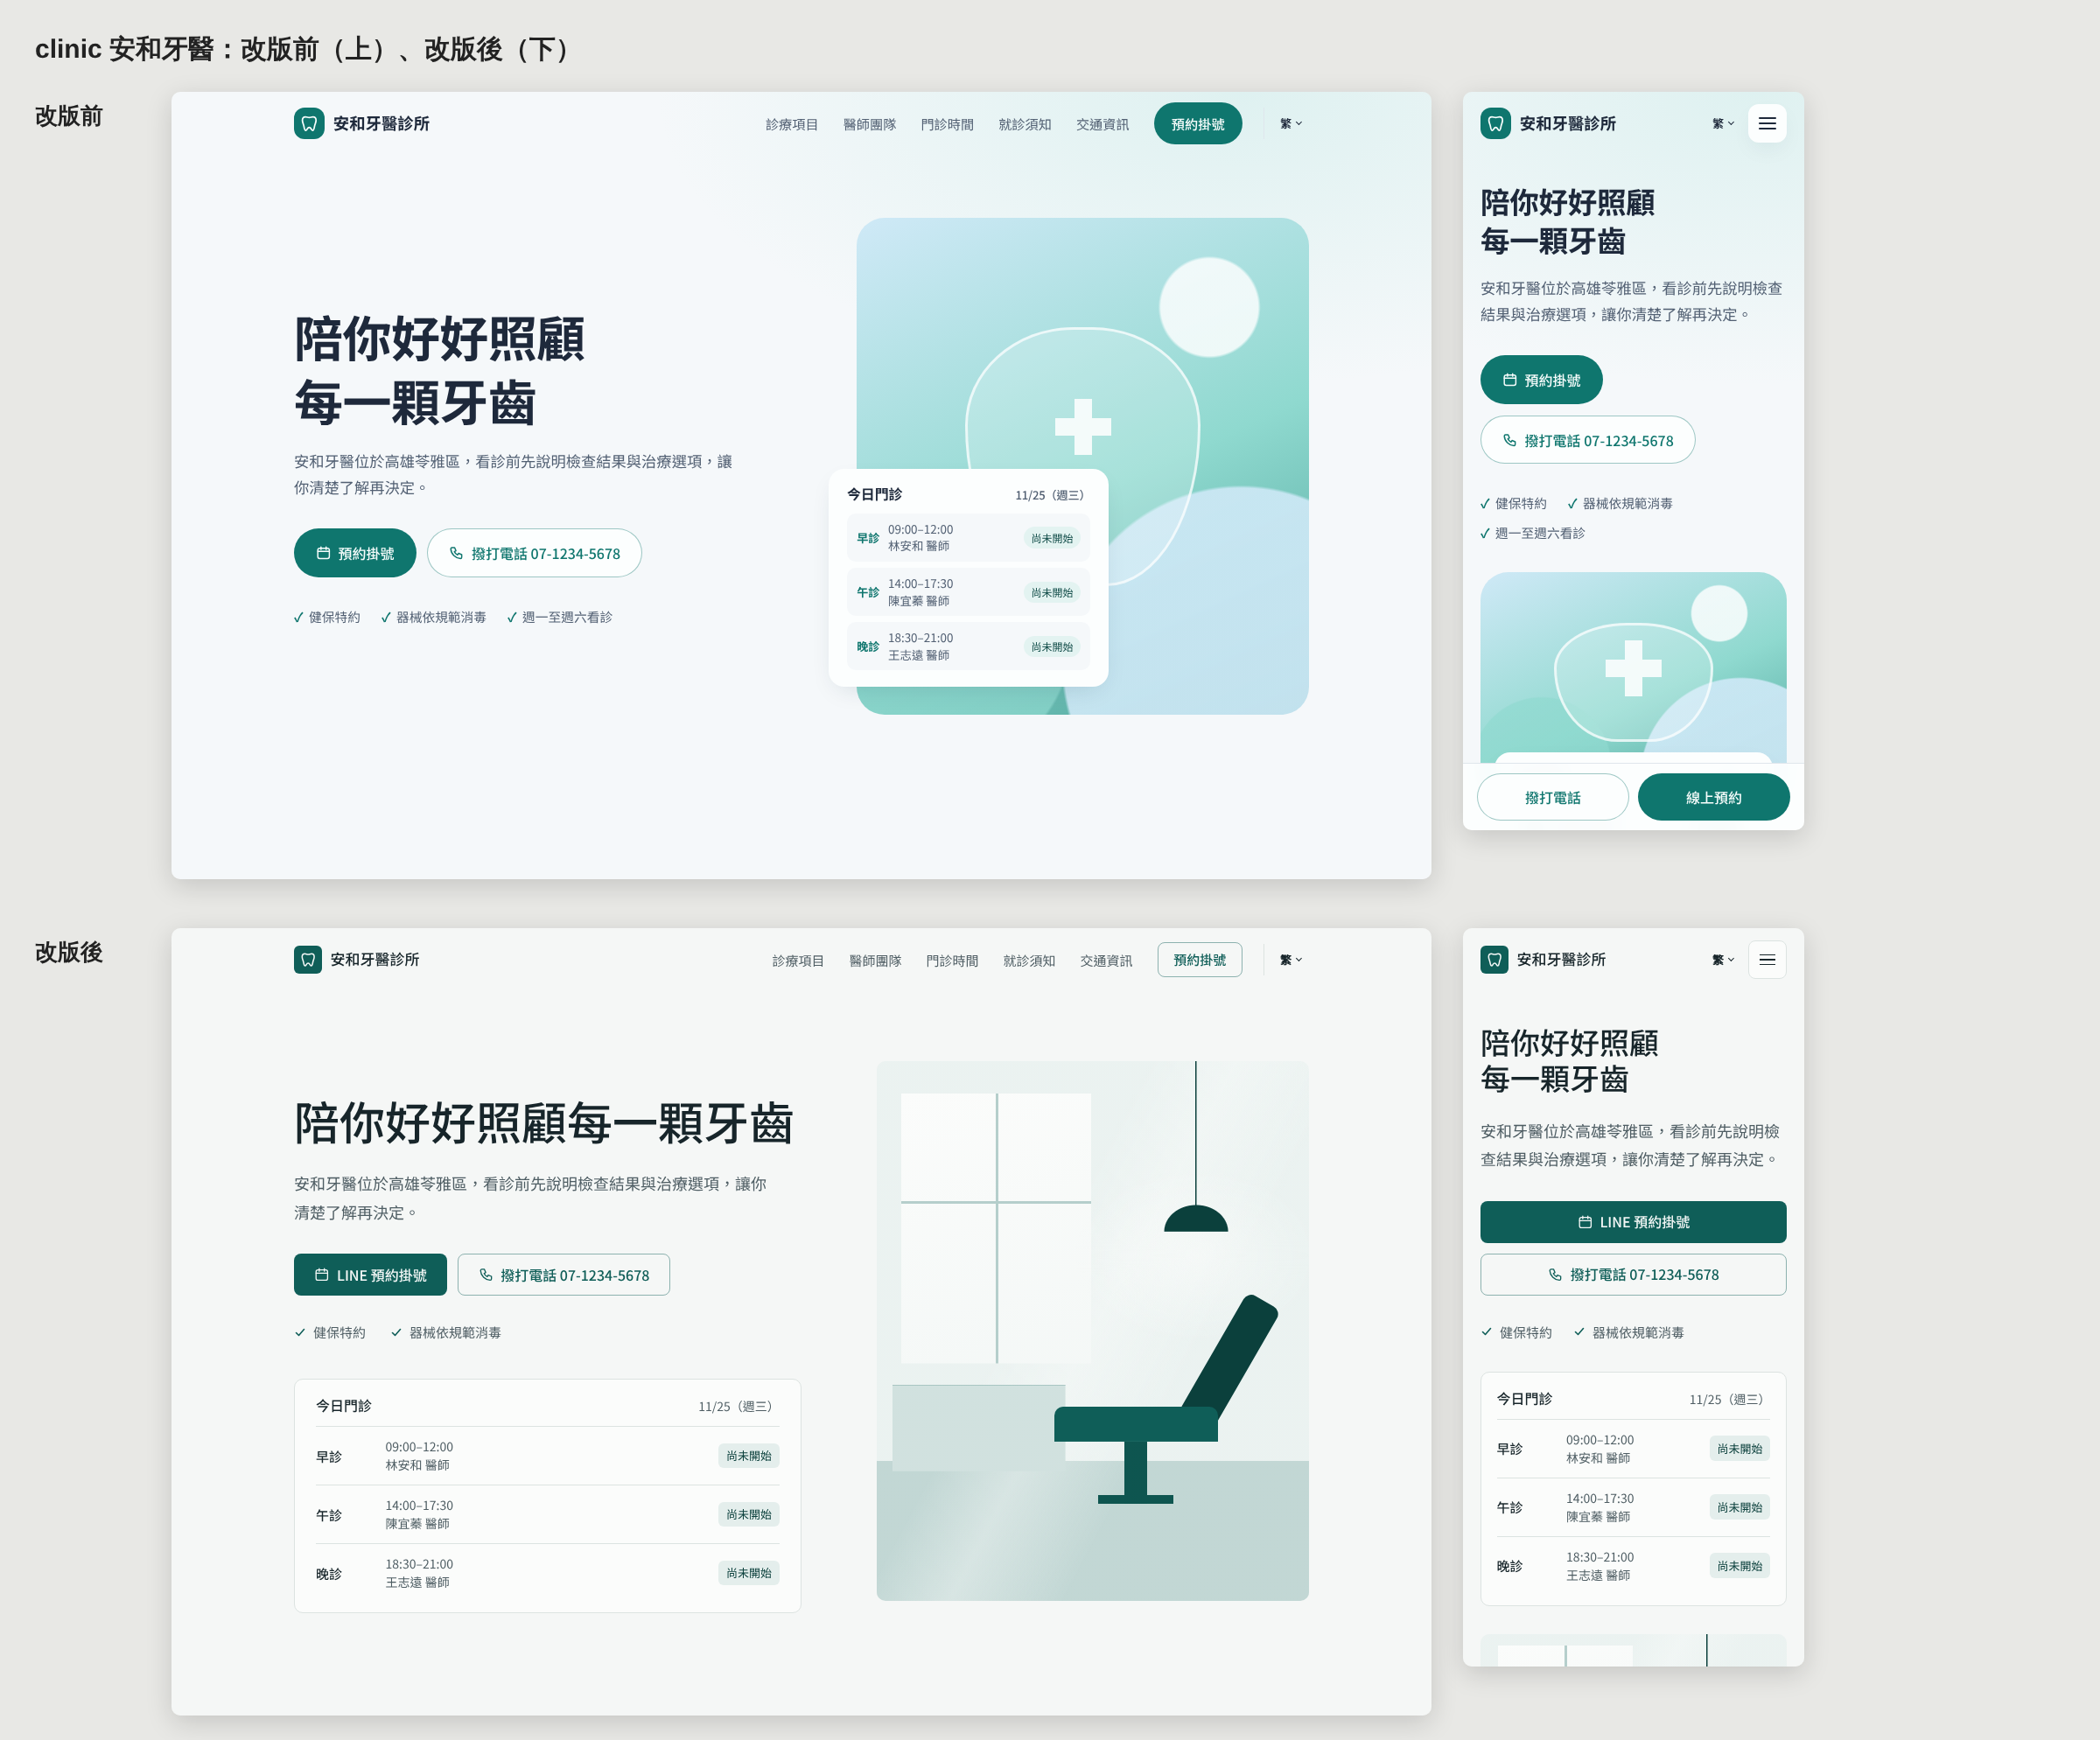 clinic 安和牙醫：改版前（上）、改版後（下）
改版前
安和牙醫診所
診療項目 醫師團隊 門診時間 就診須知 交通資訊 預約掛號 繁
陪你好好照顧
每一顆牙齒
安和牙醫位於高雄苓雅區，看診前先說明檢查結果與治療選項，讓
你清楚了解再決定。
預約掛號 撥打電話 07-1234-5678
健保特約 器械依規範消毒 週一至週六看診
今日門診 11/25（週三）
早診 09:00–12:00 尚未開始
林安和 醫師
午診 14:00–17:30 尚未開始
陳宜蓁 醫師
晚診 18:30–21:00 尚未開始
王志遠 醫師
安和牙醫診所 繁
陪你好好照顧
每一顆牙齒
安和牙醫位於高雄苓雅區，看診前先說明檢查
結果與治療選項，讓你清楚了解再決定。
預約掛號
撥打電話 07-1234-5678
健保特約 器械依規範消毒
週一至週六看診
撥打電話 線上預約
改版後
安和牙醫診所
診療項目 醫師團隊 門診時間 就診須知 交通資訊 預約掛號 繁
陪你好好照顧每一顆牙齒
安和牙醫位於高雄苓雅區，看診前先說明檢查結果與治療選項，讓你
清楚了解再決定。
LINE 預約掛號 撥打電話 07-1234-5678
健保特約 器械依規範消毒
今日門診 11/25（週三）
早診 09:00–12:00 尚未開始
林安和 醫師
午診 14:00–17:30 尚未開始
陳宜蓁 醫師
晚診 18:30–21:00 尚未開始
王志遠 醫師
安和牙醫診所 繁
陪你好好照顧
每一顆牙齒
安和牙醫位於高雄苓雅區，看診前先說明檢
查結果與治療選項，讓你清楚了解再決定。
LINE 預約掛號
撥打電話 07-1234-5678
健保特約 器械依規範消毒
今日門診 11/25（週三）
早診 09:00–12:00 尚未開始
林安和 醫師
午診 14:00–17:30 尚未開始
陳宜蓁 醫師
晚診 18:30–21:00 尚未開始
王志遠 醫師